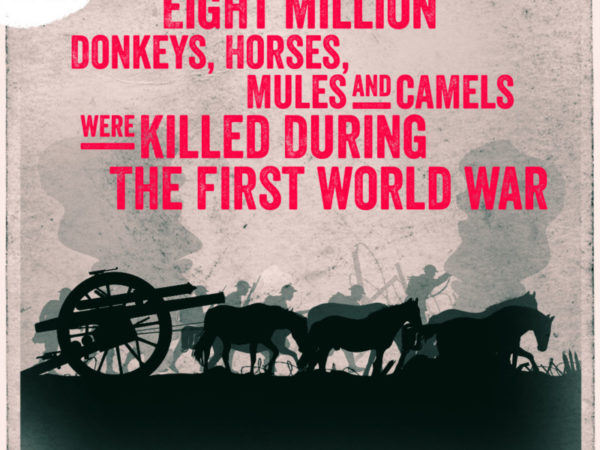 EIGHT MILLION
DONKEYS, HORSES,
MULES AND CAMELS
WERE KILLED DURING
THE FIRST WORLD WAR